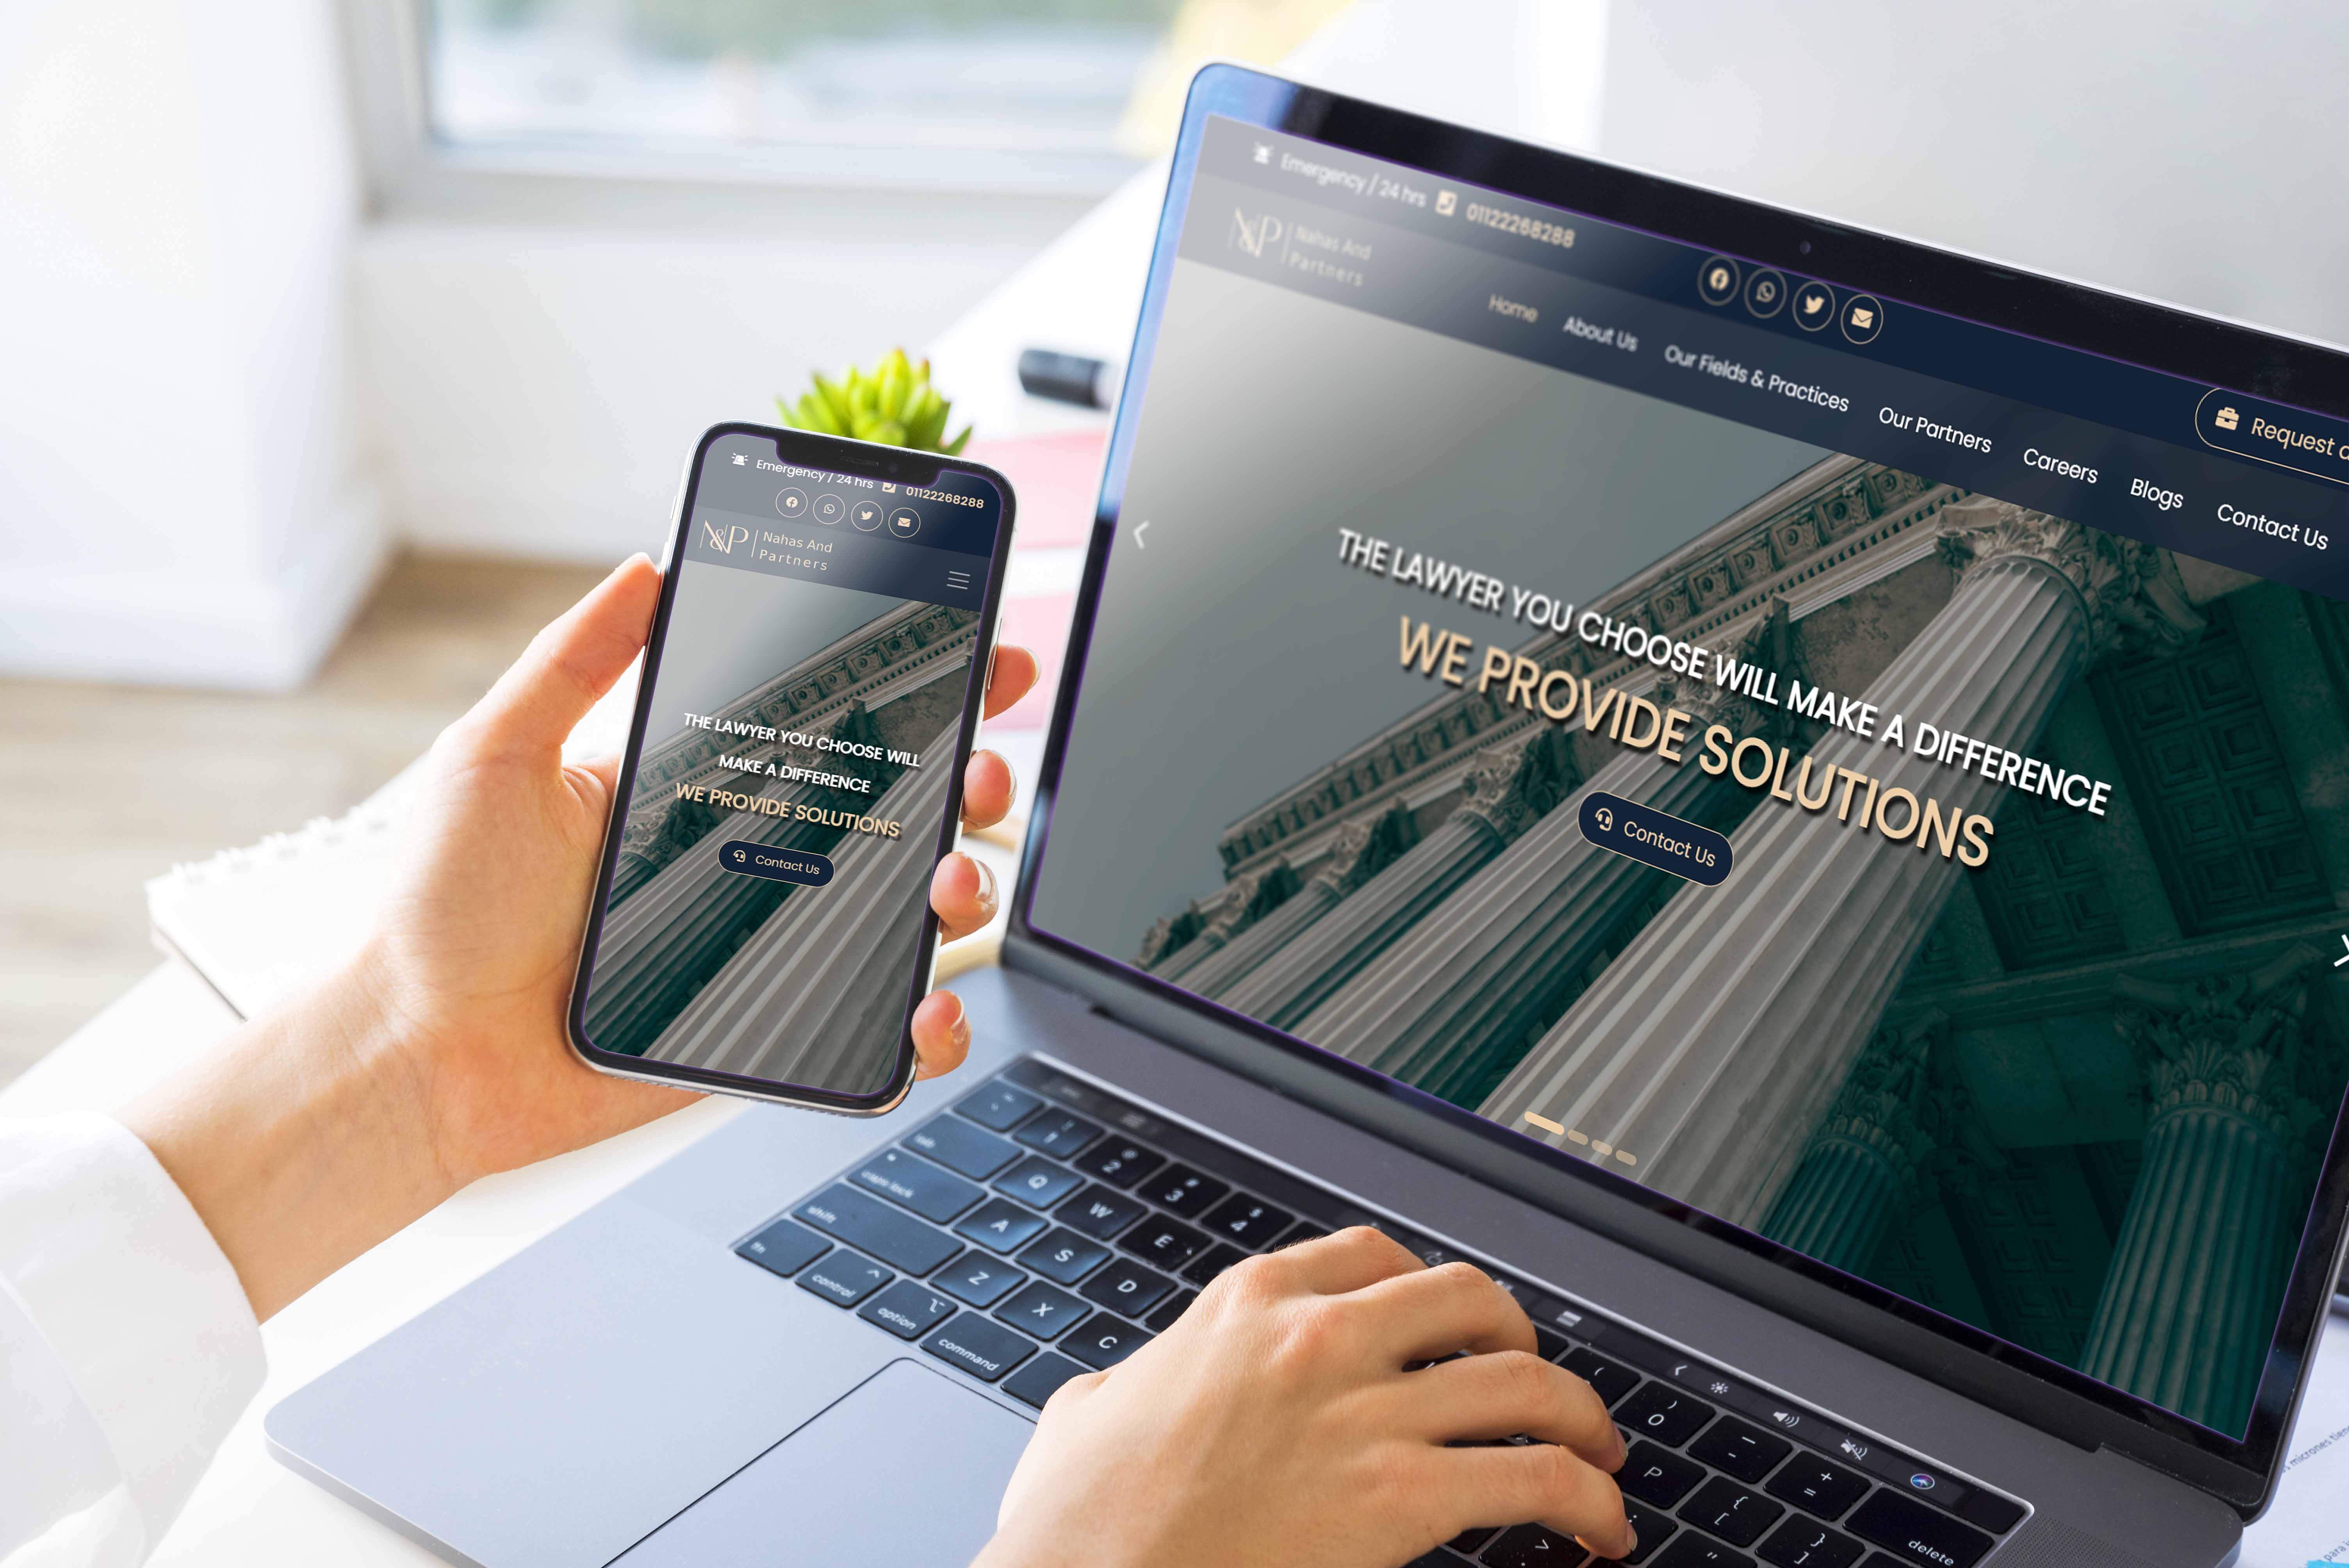 Emergency / 24 hrs 01122268288
N&P Nahas And
Partners
Home About Us Our Fields & Practices Our Partners Careers Blogs Contact Us
Request
THE LAWYER YOU CHOOSE WILL MAKE A DIFFERENCE
WE PROVIDE SOLUTIONS
Contact Us
Emergency / 24 hrs 01122268288
N&P Nahas And
Partners
THE LAWYER YOU CHOOSE WILL
MAKE A DIFFERENCE
WE PROVIDE SOLUTIONS
Contact Us
2 3 $ 4
Q W E
caps lock A S D
shift Z X C
fn control option command
) 0 - + =
P { [ } ]
delete
micrones